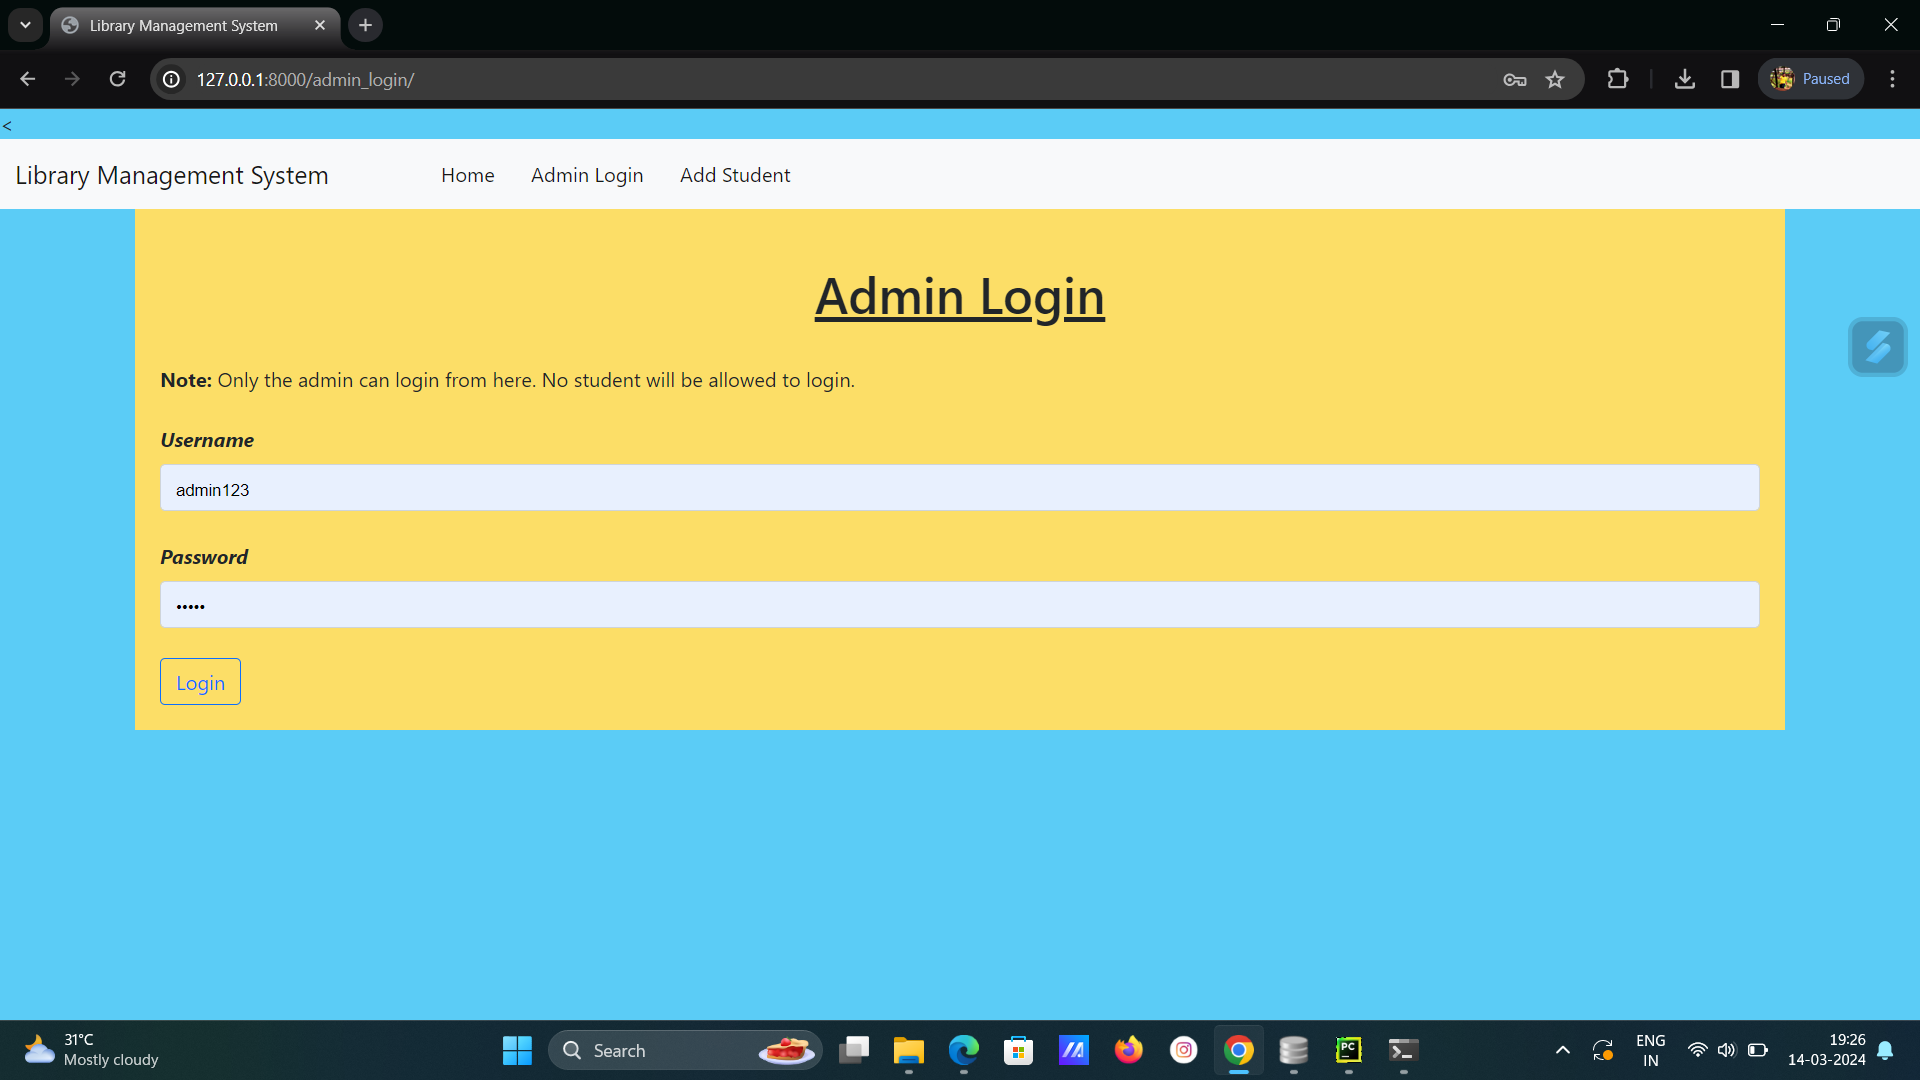 Library Management System
127.0.0.1:8000/admin_login/
Paused
<
Library Management System Home Admin Login Add Student
Admin Login
Note: Only the admin can login from here. No student will be allowed to login.
Username
admin123
Password
•••••
Login
31°C
Mostly cloudy
Search
PC
ENG
IN
19:26
14-03-2024